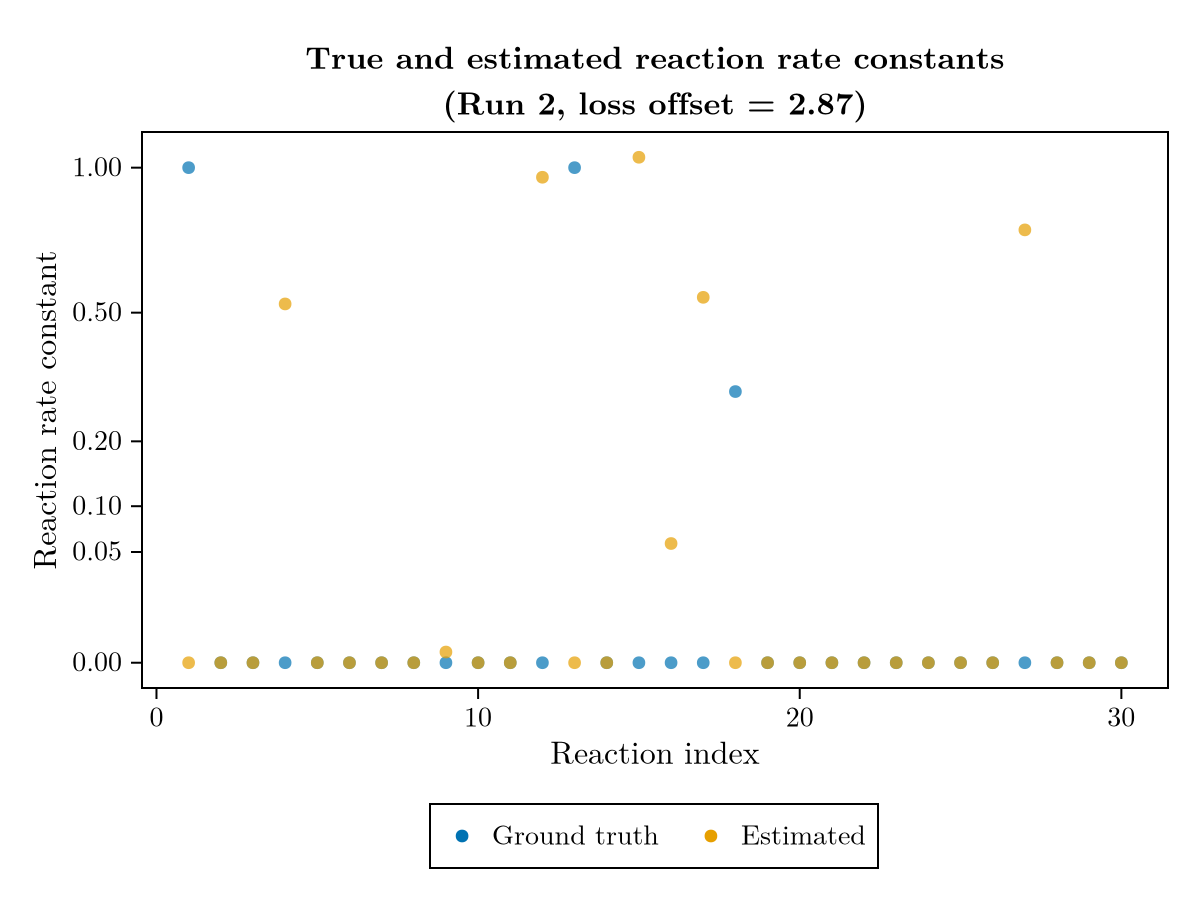 True and estimated reaction rate constants
(Run 2, loss offset = 2.87)
Reaction rate constant
1.00
0.50
0.20
0.10
0.05
0.00
0 10 20 30
Reaction index
Ground truth Estimated